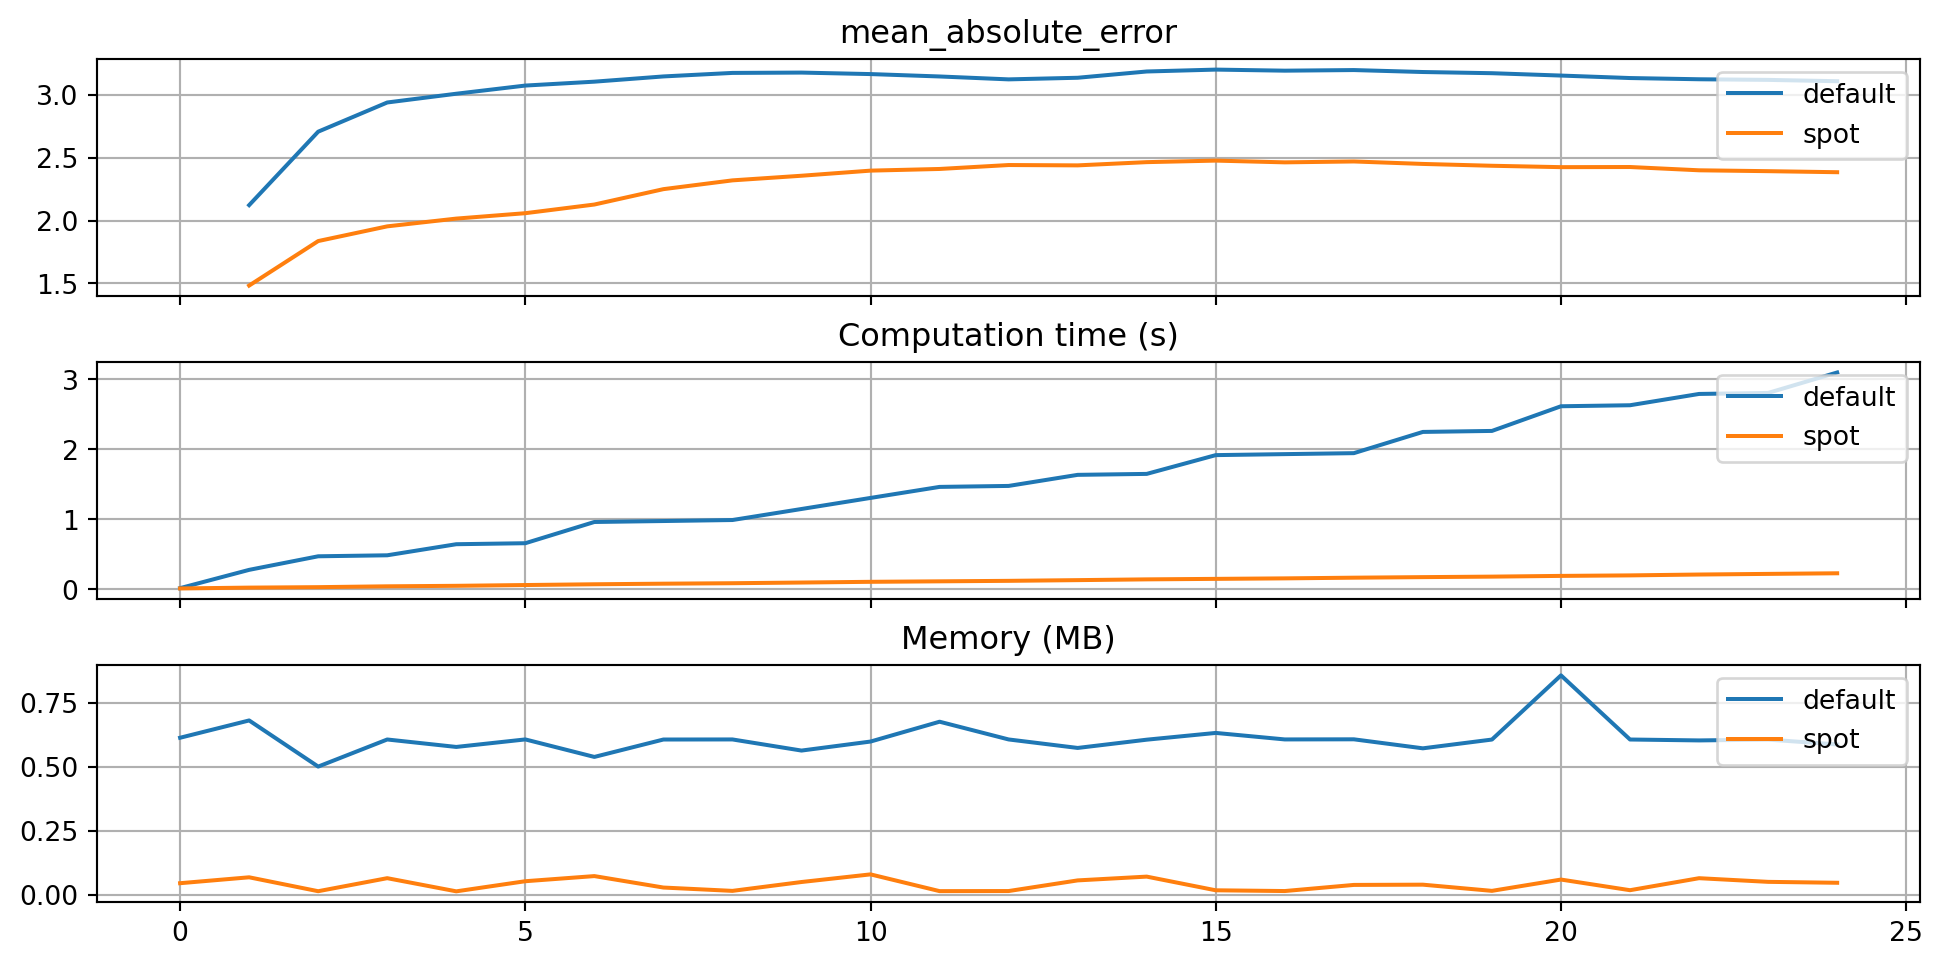 mean_absolute_error
3.0
2.5
2.0
1.5
default
spot
Computation time (s)
3
2
1
0
default
spot
Memory (MB)
0.75
0.50
0.25
0.00
default
spot
0 5 10 15 20 25